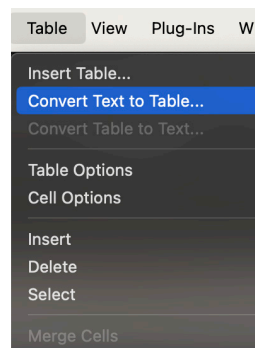 Table View Plug-Ins W
Insert Table...
Convert Text to Table...
Convert Table to Text...
Table Options
Cell Options
Insert
Delete
Select
Merge Cells